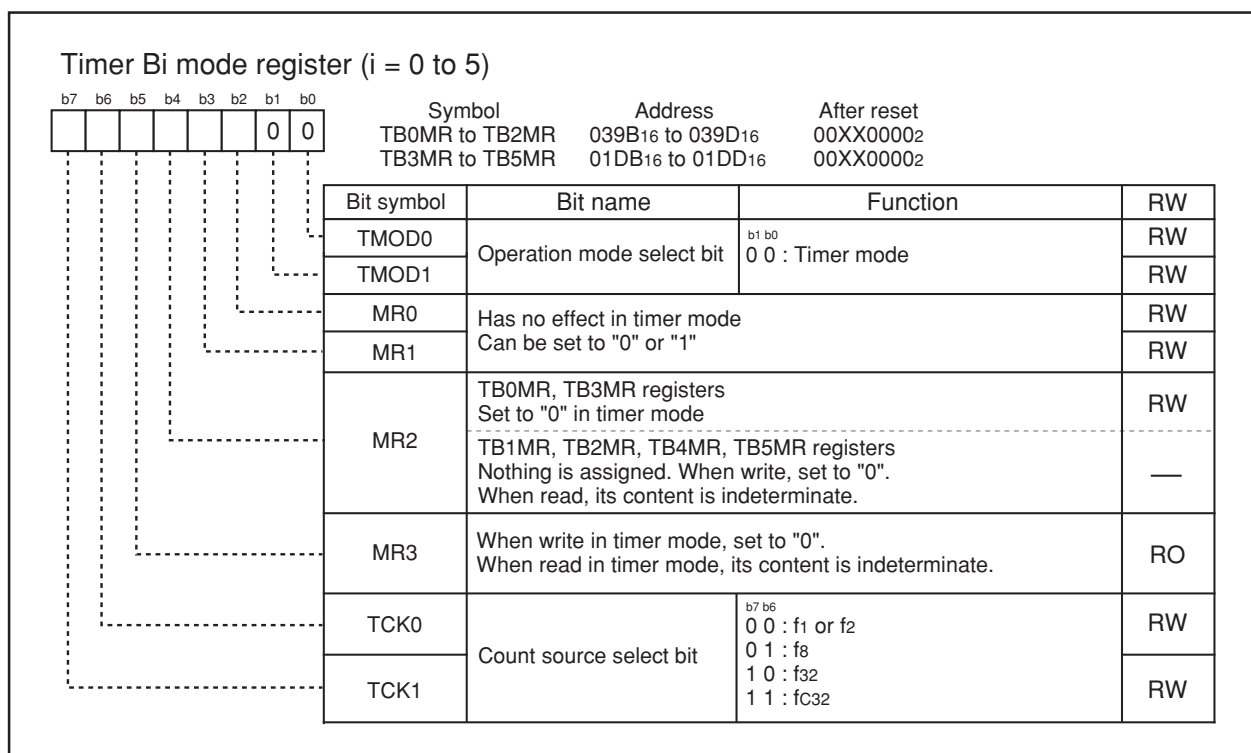 Timer Bi mode register (i = 0 to 5)
b7 b6 b5 b4 b3 b2 b1 b0
0 0
Symbol Address After reset
TB0MR to TB2MR 039B16 to 039D16 00XX00002
TB3MR to TB5MR 01DB16 to 01DD16 00XX00002
Bit symbol Bit name Function RW
TMOD0 Operation mode select bit b1 b0 RW
0 0 : Timer mode
TMOD1 RW
MR0 Has no effect in timer mode RW
MR1 Can be set to "0" or "1" RW
MR2 TB0MR, TB3MR registers RW
Set to "0" in timer mode
TB1MR, TB2MR, TB4MR, TB5MR registers
Nothing is assigned. When write, set to "0". —
When read, its content is indeterminate.
MR3 When write in timer mode, set to "0". RO
When read in timer mode, its content is indeterminate.
TCK0 Count source select bit b7 b6 RW
0 0 : f1 or f2
0 1 : f8
1 0 : f32
TCK1 1 1 : fC32 RW